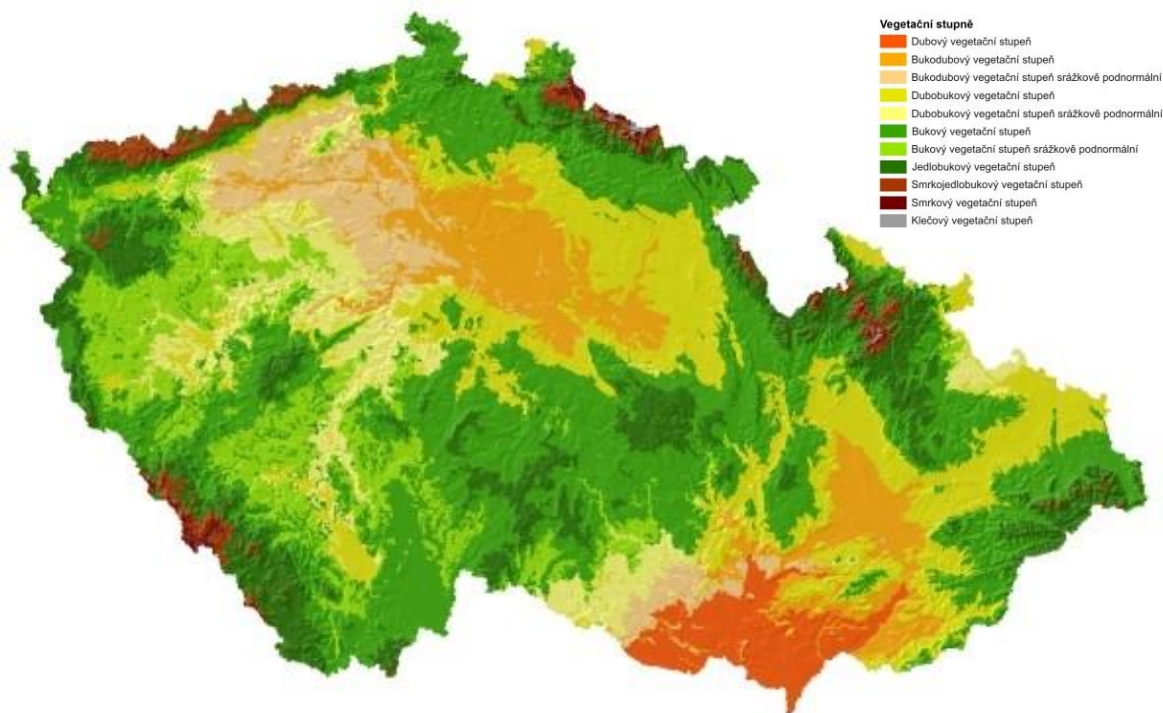 Vegetační stupně
Dubový vegetační stupeň
Bukodubový vegetační stupeň
Bukodubový vegetační stupeň srážkově podnormální
Dubobukový vegetační stupeň
Dubobukový vegetační stupeň srážkově podnormální
Bukový vegetační stupeň
Bukový vegetační stupeň srážkově podnormální
Jedlobukový vegetační stupeň
Smrkojedlobukový vegetační stupeň
Smrkový vegetační stupeň
Klečový vegetační stupeň